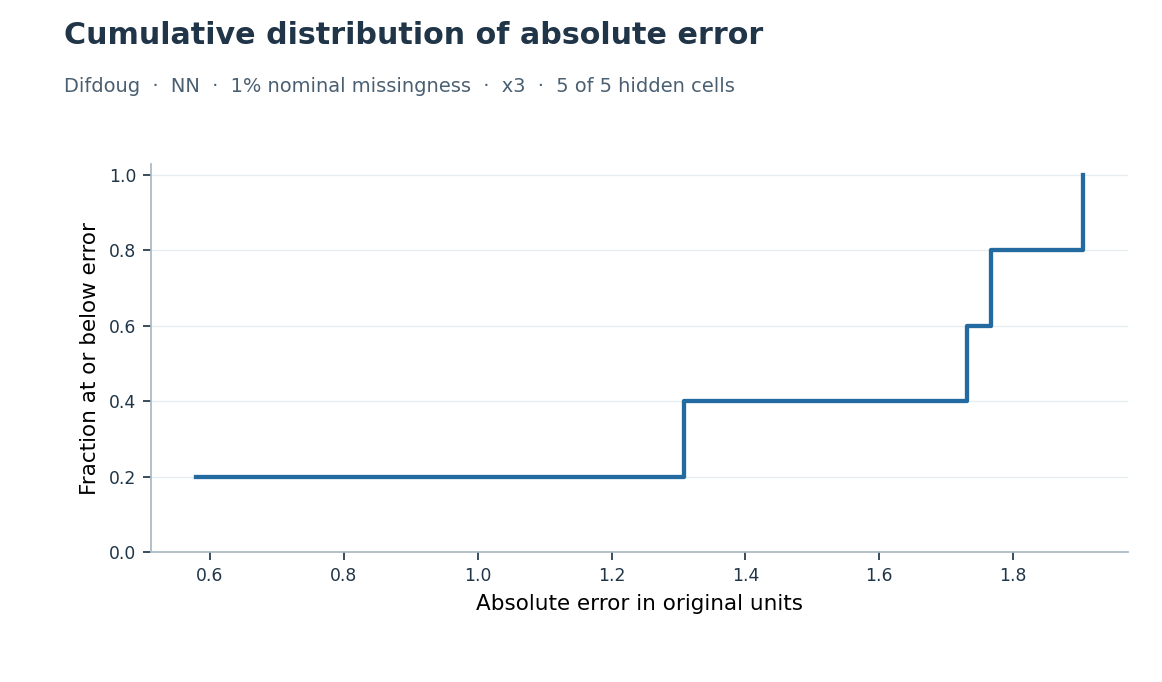 Cumulative distribution of absolute error
Difdoug · NN · 1% nominal missingness · x3 · 5 of 5 hidden cells
Fraction at or below error
1.0
0.8
0.6
0.4
0.2
0.0
0.6 0.8 1.0 1.2 1.4 1.6 1.8
Absolute error in original units